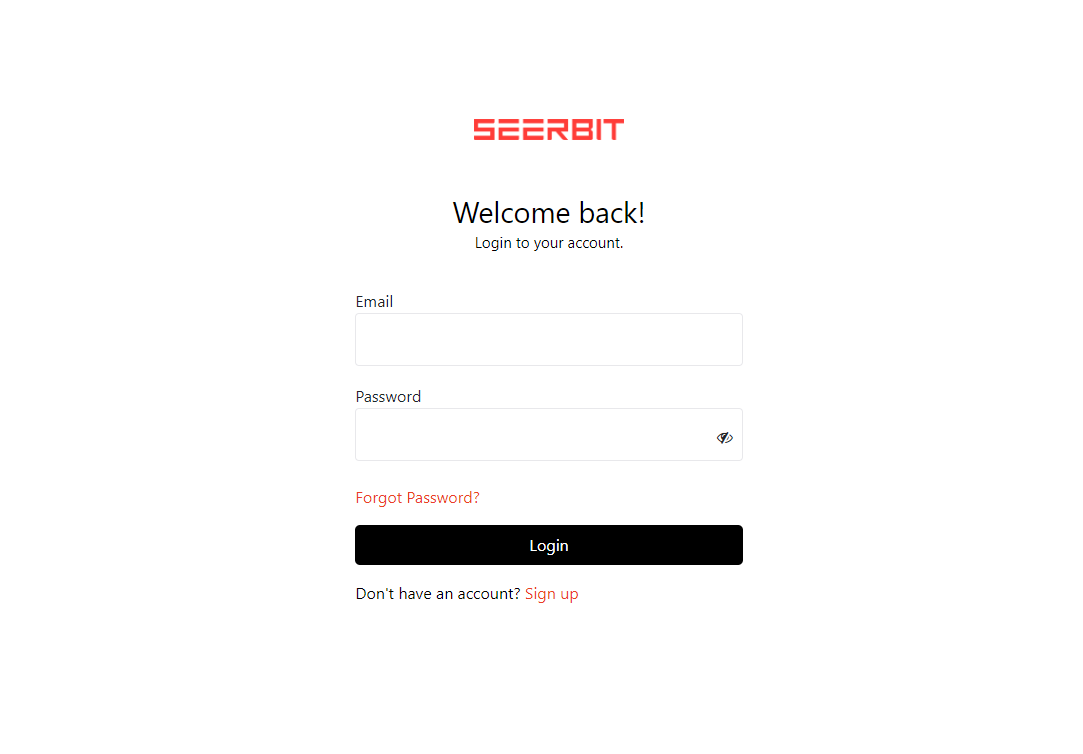 SEERBIT
Welcome back!
Login to your account.
Email
Password
Forgot Password?
Login
Don't have an account? Sign up